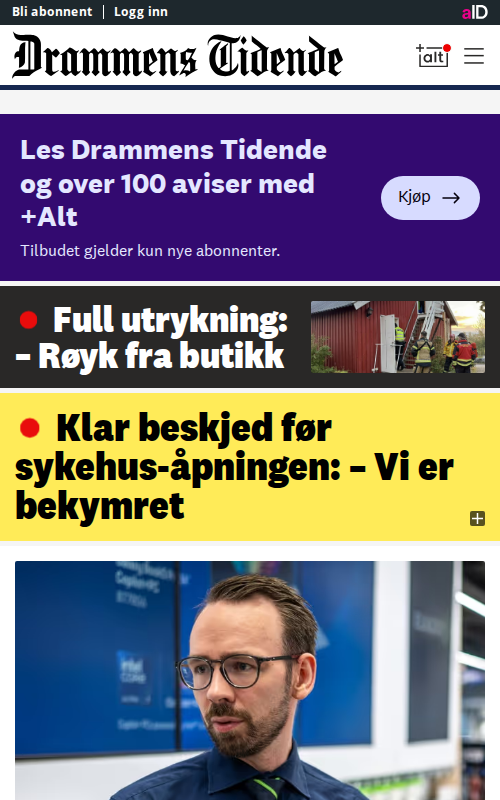 Bli abonnent | Logg inn
aID
Drammens Tidende
+alt
Les Drammens Tidende
og over 100 aviser med
+Alt
Kjøp →
Tilbudet gjelder kun nye abonnenter.
Full utrykning:
– Røyk fra butikk
Klar beskjed før
sykehus-åpningen: – Vi er
bekymret
intel